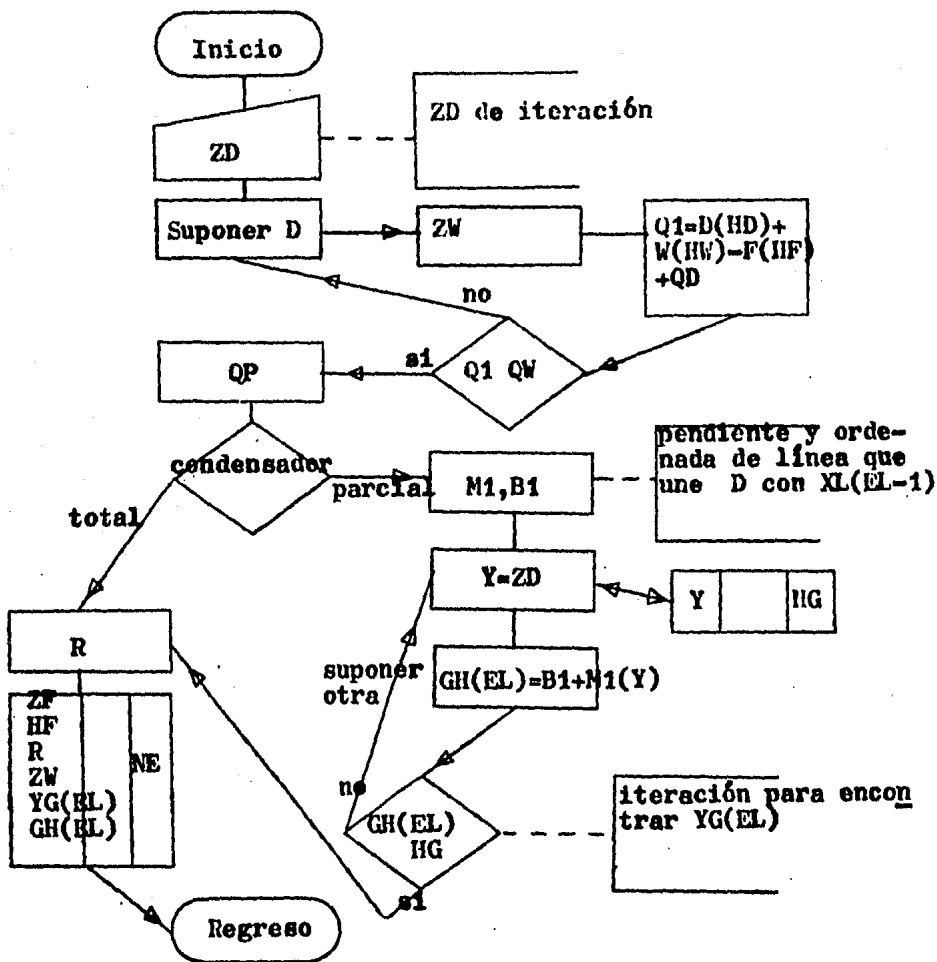 Inicio
ZD de iteración
ZD
Suponer D
ZW
Q1=D(HD)+
W(HW)-F(HF)
+QD
no
si
Q1 QW
QP
condensador
parcial
total
M1,B1
pendiente y orde-
nada de línea que
une D con XL(EL-1)
Y=ZD
Y
HG
R
suponer
otra
GH(EL)=B1+M1(Y)
ZF
HF
R
ZW
YG(EL)
GH(EL)
NE
no
GH(EL)
HG
si
iteración para encon
trar YG(EL)
Regreso